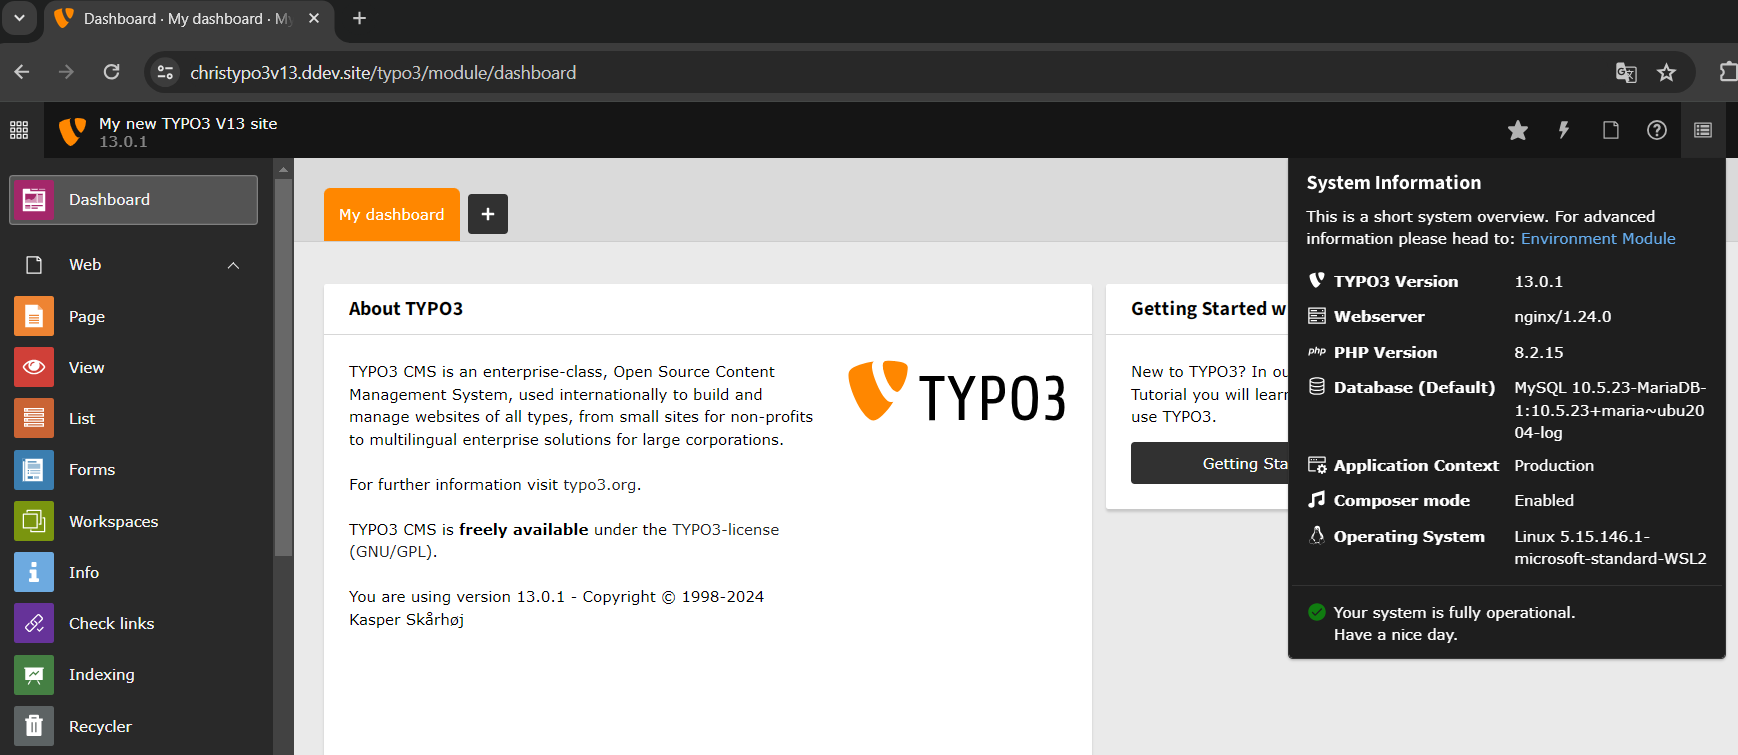 Dashboard · My dashboard · My
christypo3v13.ddev.site/typo3/module/dashboard
My new TYPO3 V13 site
13.0.1
Dashboard
Web
Page
View
List
Forms
Workspaces
Info
Check links
Indexing
Recycler
My dashboard
+
About TYPO3
TYPO3 CMS is an enterprise-class, Open Source Content
Management System, used internationally to build and
manage websites of all types, from small sites for non-profits
to multilingual enterprise solutions for large corporations.
For further information visit typo3.org.
TYPO3 CMS is freely available under the TYPO3-license
(GNU/GPL).
You are using version 13.0.1 - Copyright © 1998-2024
Kasper Skårhøj
TYPO3
Getting Started w
New to TYPO3? In ou
Tutorial you will learn
use TYPO3.
Getting Sta
System Information
This is a short system overview. For advanced
information please head to: Environment Module
TYPO3 Version 13.0.1
Webserver nginx/1.24.0
php PHP Version 8.2.15
Database (Default) MySQL 10.5.23-MariaDB-
1:10.5.23+maria~ubu20
04-log
Application Context Production
Composer mode Enabled
Operating System Linux 5.15.146.1-
microsoft-standard-WSL2
Your system is fully operational.
Have a nice day.